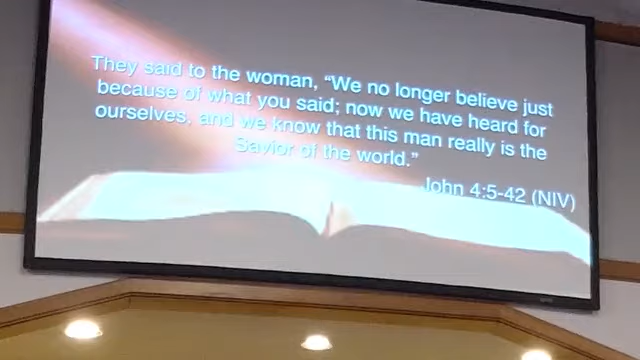 They said to the woman, “We no longer believe just
because of what you said; now we have heard for
ourselves, and we know that this man really is the
Savior of the world.”
John 4:5-42 (NIV)